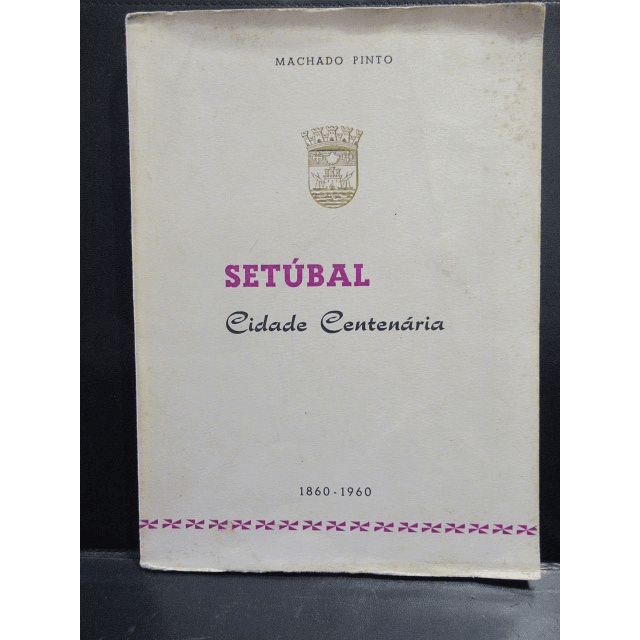 MACHADO PINTO
SETÚBAL
Cidade Centenária
1860-1960